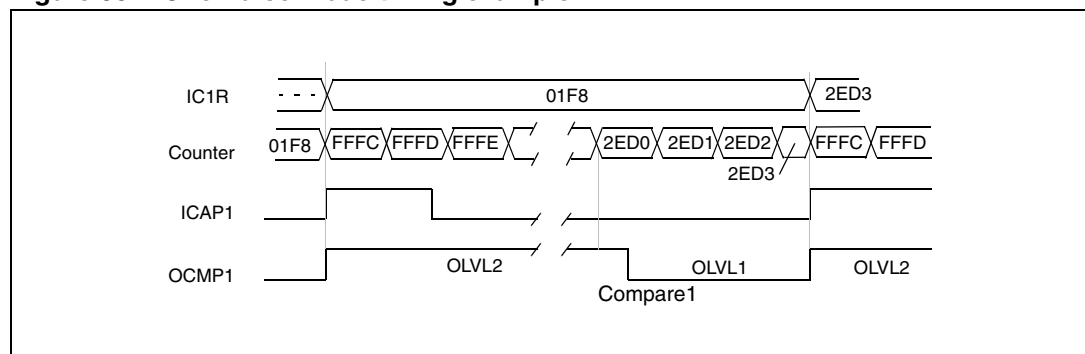 IC1R - - - 01F8 2ED3
Counter 01F8 FFFC FFFD FFFE 2ED0 2ED1 2ED2 FFFC FFFD
2ED3
ICAP1
OCMP1 OLVL2 OLVL1 OLVL2
Compare1